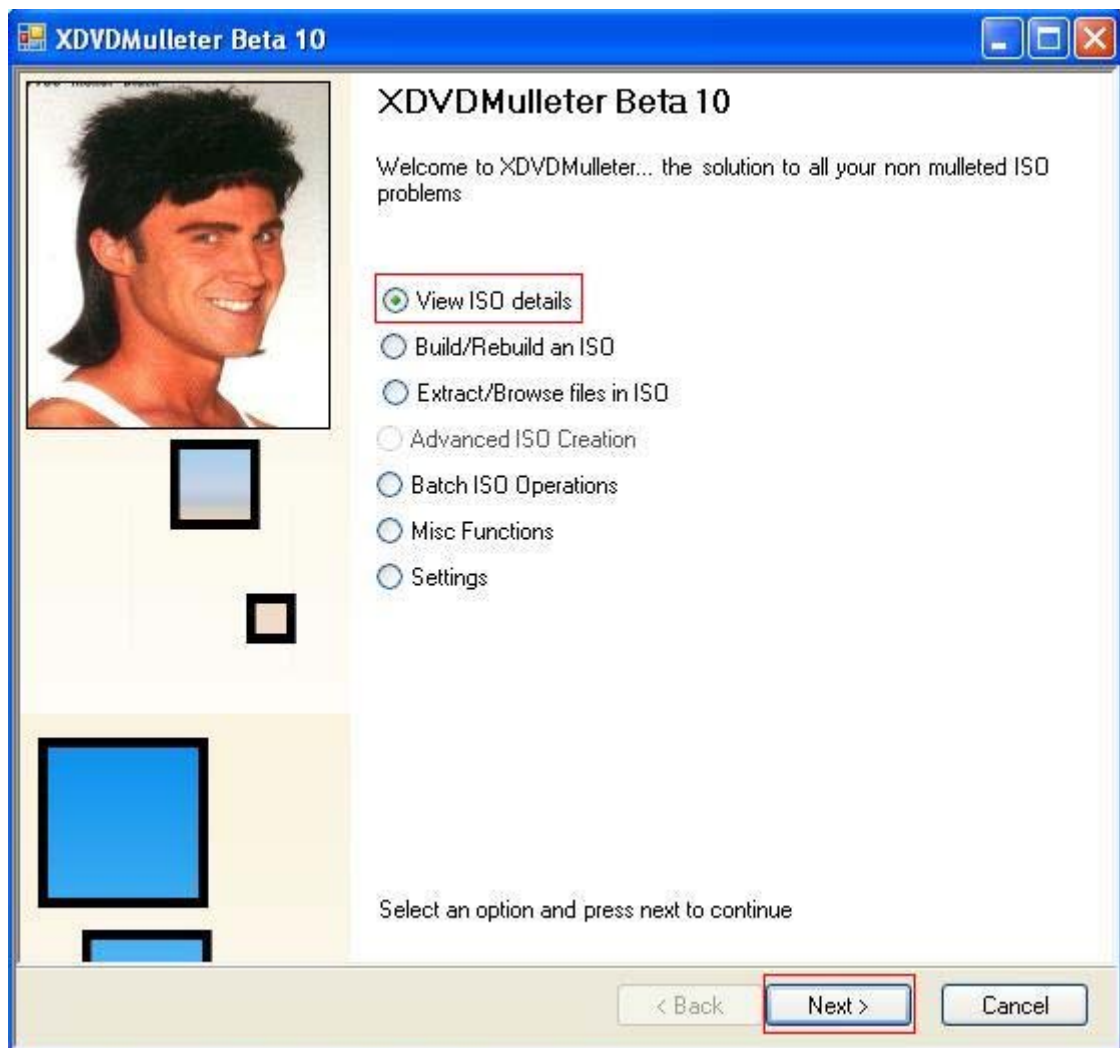 XDVDMulleter Beta 10
XDVDMulleter Beta 10
Welcome to XDVDMulleter... the solution to all your non mulleted ISO
problems
View ISO details
Build/Rebuild an ISO
Extract/Browse files in ISO
Advanced ISO Creation
Batch ISO Operations
Misc Functions
Settings
Select an option and press next to continue
< Back
Next >
Cancel